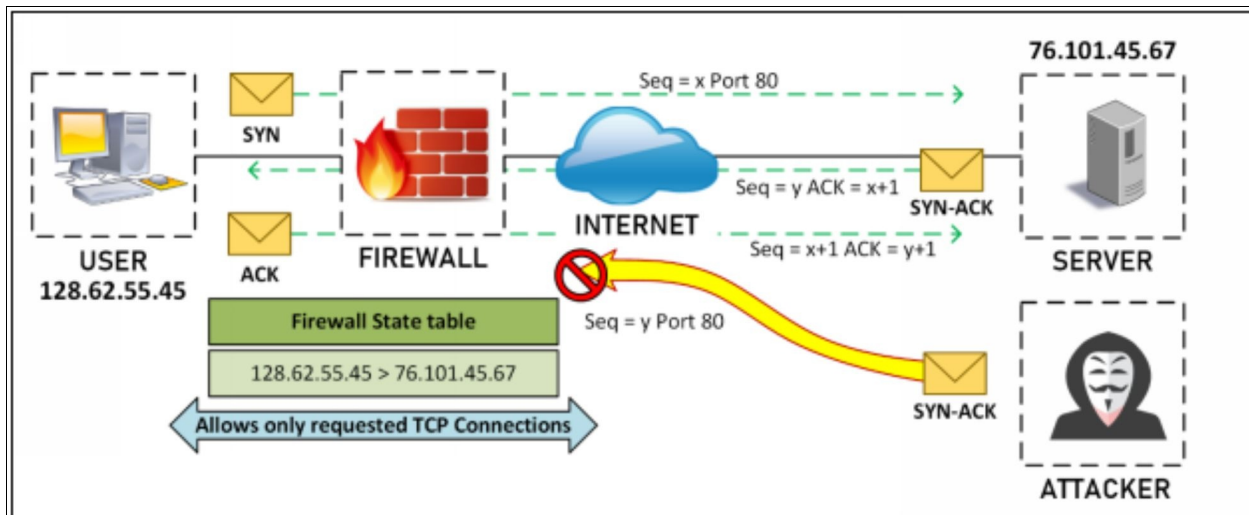 76.101.45.67
Seq = x Port 80
SYN
Seq = y ACK = x+1
SYN-ACK
INTERNET
USER
128.62.55.45
FIREWALL
ACK
Seq = x+1 ACK = y+1
SERVER
Firewall State table
Seq = y Port 80
128.62.55.45 > 76.101.45.67
Allows only requested TCP Connections
SYN-ACK
ATTACKER